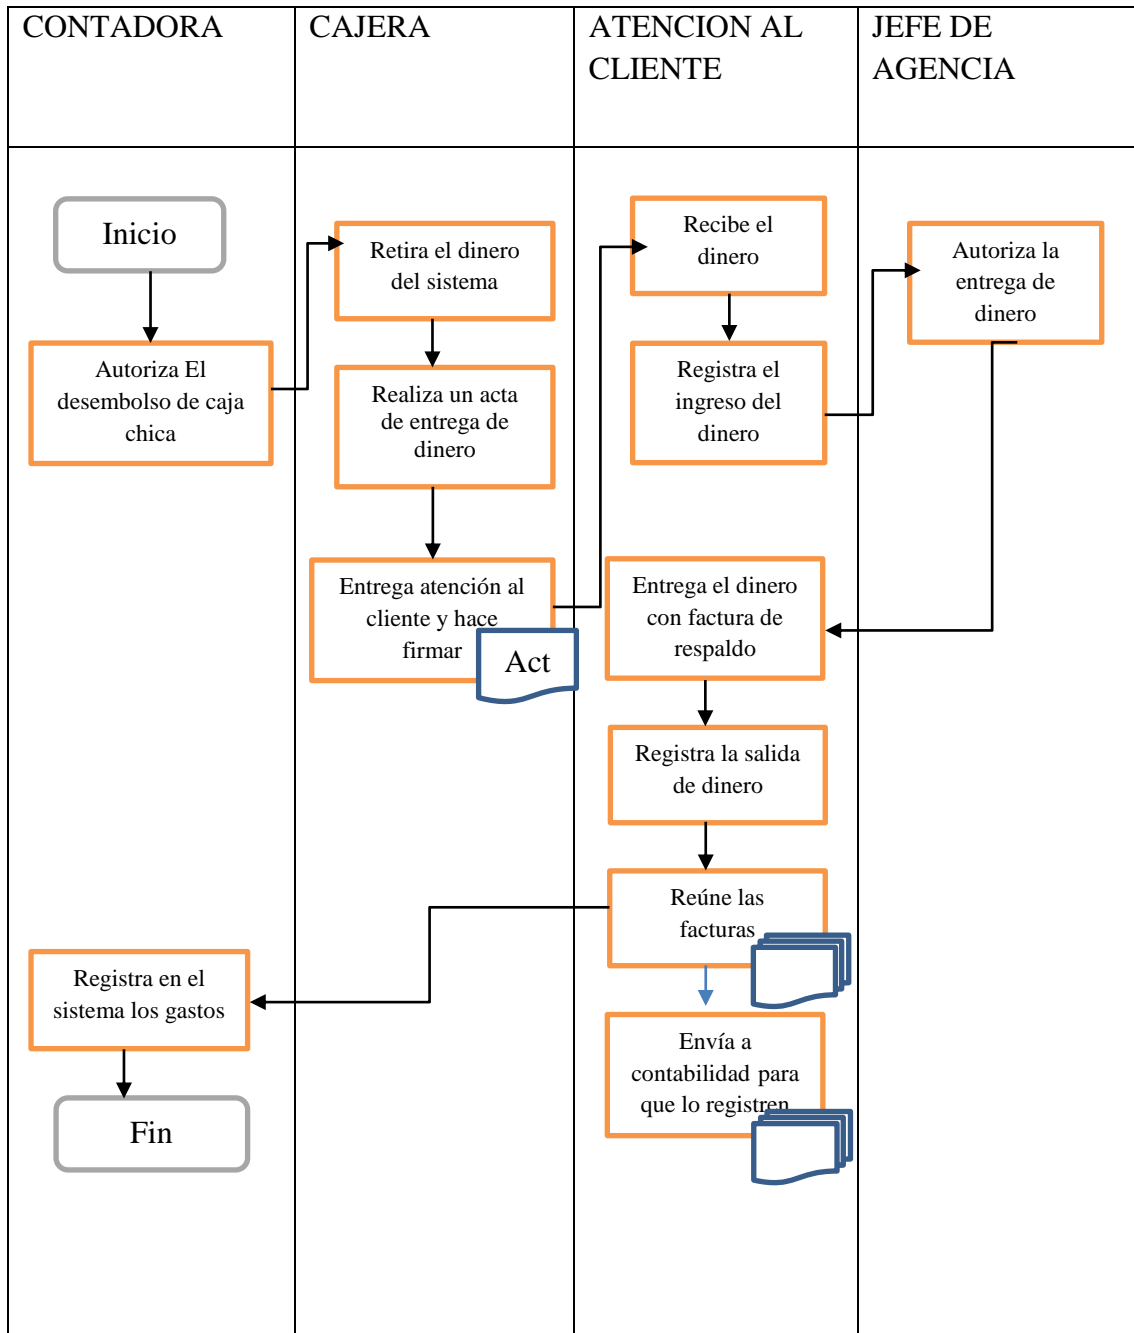 CONTADORA
CAJERA
ATENCION AL
CLIENTE
JEFE DE
AGENCIA
Inicio
Autoriza El
desembolso de caja
chica
Retira el dinero
del sistema
Realiza un acta
de entrega de
dinero
Entrega atención al
cliente y hace
firmar
Act
Recibe el
dinero
Registra el
ingreso del
dinero
Autoriza la
entrega de
dinero
Entrega el dinero
con factura de
respaldo
Registra la salida
de dinero
Reúne las
facturas
Envía a
contabilidad para
que lo registren
Registra en el
sistema los gastos
Fin